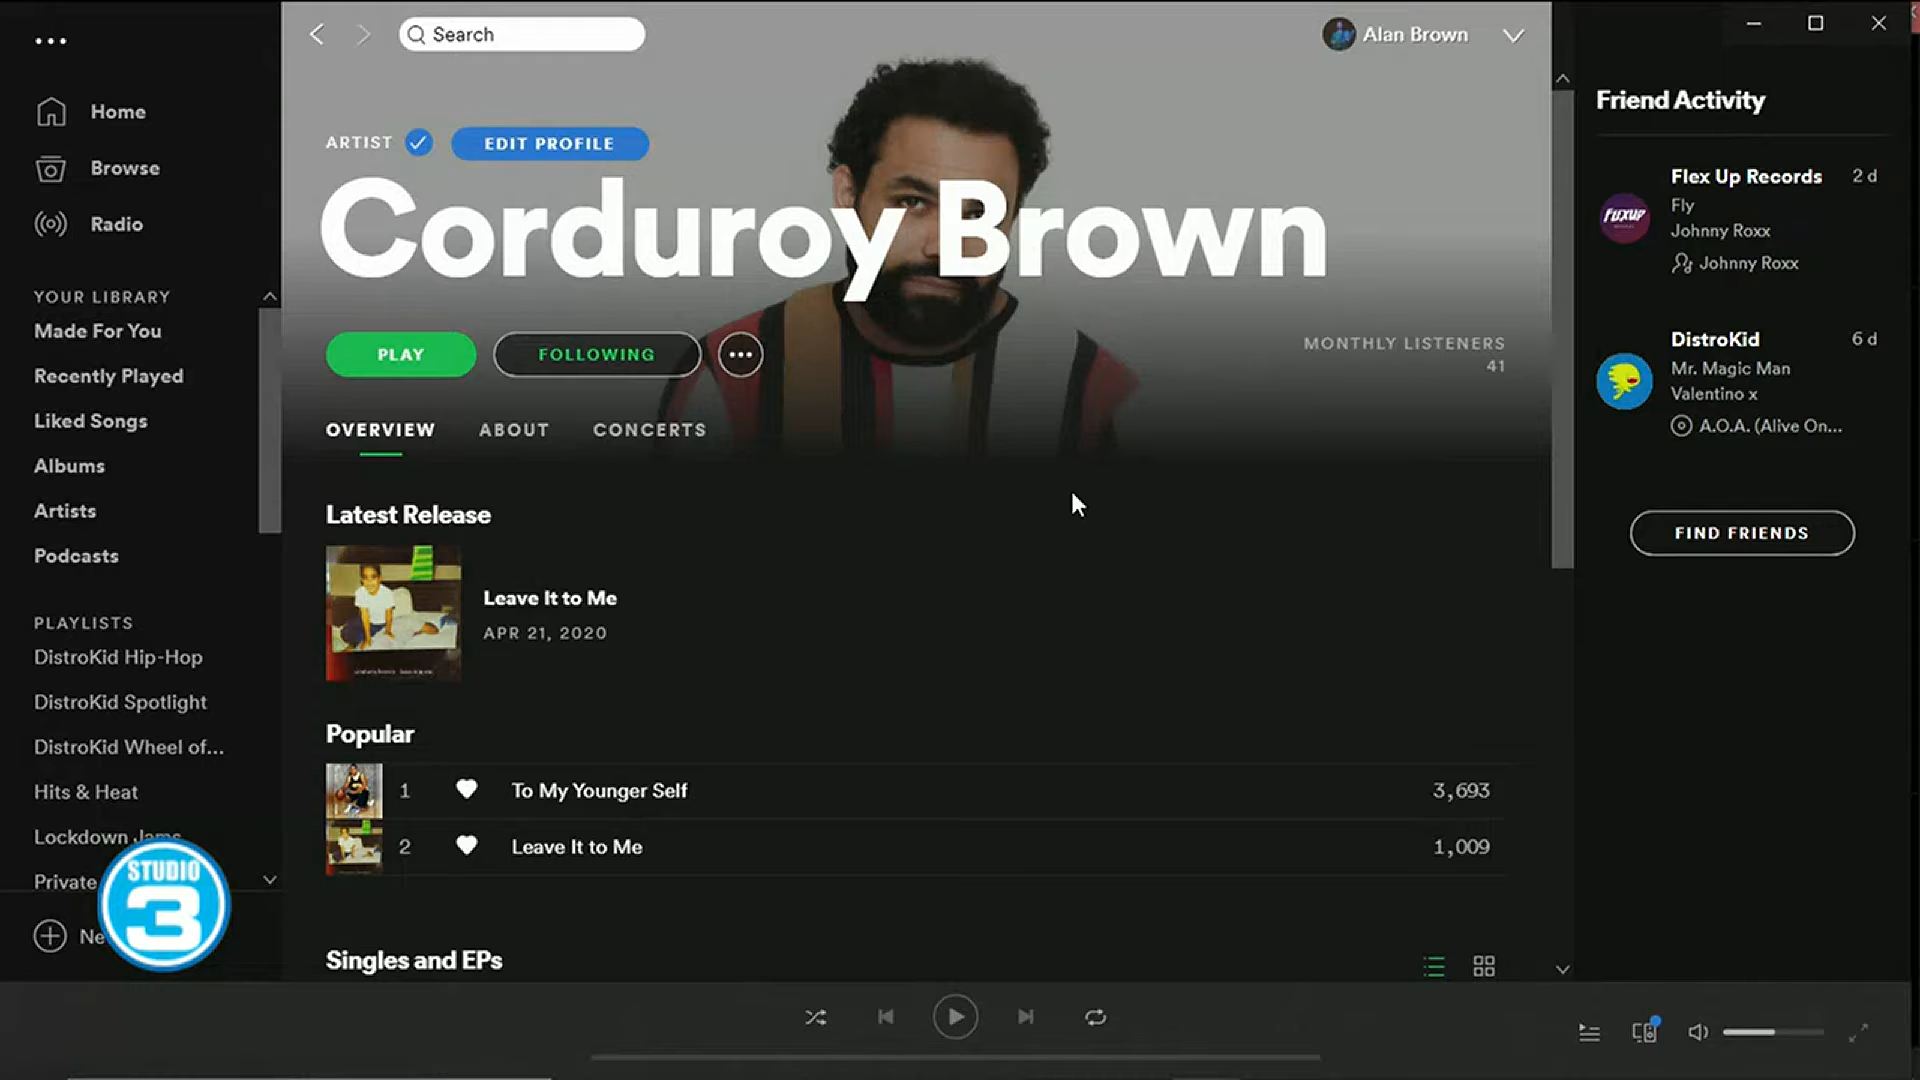 Search
Alan Brown
Home
Browse
Radio
YOUR LIBRARY
Made For You
Recently Played
Liked Songs
Albums
Artists
Podcasts
PLAYLISTS
DistroKid Hip-Hop
DistroKid Spotlight
DistroKid Wheel of...
Hits & Heat
Lockdown Jams
Private
Ne
STUDIO
3
ARTIST
EDIT PROFILE
Corduroy Brown
PLAY
FOLLOWING
MONTHLY LISTENERS
41
OVERVIEW ABOUT CONCERTS
Latest Release
Leave It to Me
APR 21, 2020
Popular
1 To My Younger Self 3,693
2 Leave It to Me 1,009
Singles and EPs
Friend Activity
Flex Up Records 2 d
Fly
Johnny Roxx
Johnny Roxx
DistroKid 6 d
Mr. Magic Man
Valentino x
A.O.A. (Alive On...
FIND FRIENDS